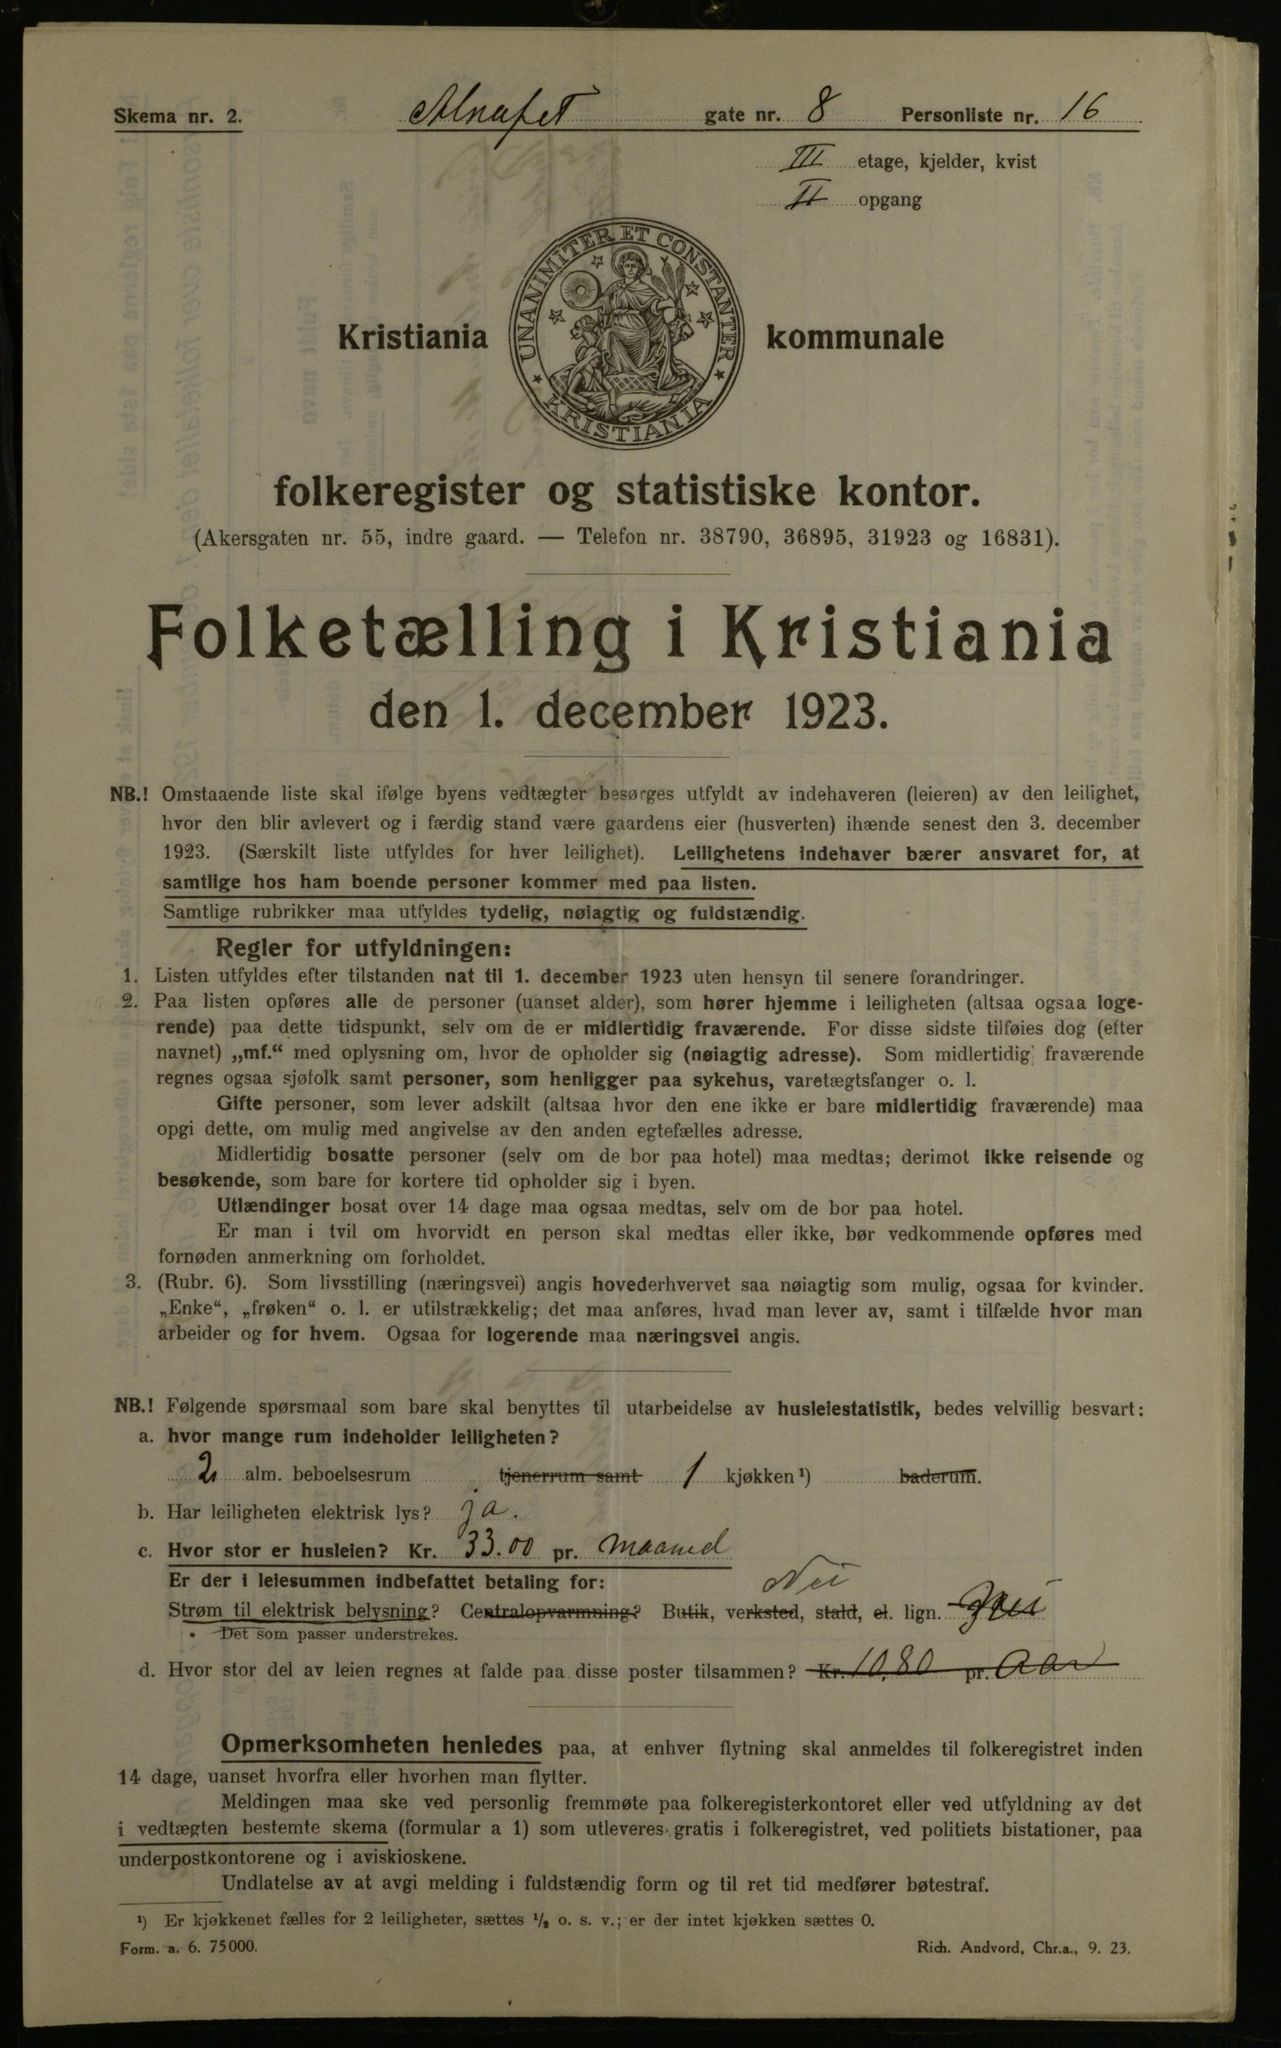 Skema nr. 2. Alnafet gate nr. 8 Personliste nr. 16
III etage, kjelder, kvist
II opgang
UNANIMITER ET CONSTANTER
KRISTIANIA
Kristiania kommunale
folkeregister og statistiske kontor.
(Akersgaten nr. 55, indre gaard. — Telefon nr. 38790, 36895, 31923 og 16831).
Folketælling i Kristiania
den 1. december 1923.
NB.! Omstaaende liste skal ifølge byens vedtægter besørges utfyldt av indehaveren (leieren) av den leilighet,
hvor den blir avlevert og i færdig stand være gaardens eier (husverten) ihænde senest den 3. december
1923. (Særskilt liste utfyldes for hver leilighet). Leilighetens indehaver bærer ansvaret for, at
samtlige hos ham boende personer kommer med paa listen.
Samtlige rubrikker maa utfyldes tydelig, nøiagtig og fuldstændig.
Regler for utfyldningen:
1. Listen utfyldes efter tilstanden nat til 1. december 1923 uten hensyn til senere forandringer.
2. Paa listen opføres alle de personer (uanset alder), som hører hjemme i leiligheten (altsaa ogsaa loge-
rende) paa dette tidspunkt, selv om de er midlertidig fraværende. For disse sidste tilføies dog (efter
navnet) „mf.“ med oplysning om, hvor de opholder sig (nøiagtig adresse). Som midlertidig fraværende
regnes ogsaa sjøfolk samt personer, som henligger paa sykehus, varetægtsfanger o. l.
Gifte personer, som lever adskilt (altsaa hvor den ene ikke er bare midlertidig fraværende) maa
opgi dette, om mulig med angivelse av den anden egtefælles adresse.
Midlertidig bosatte personer (selv om de bor paa hotel) maa medtas; derimot ikke reisende og
besøkende, som bare for kortere tid opholder sig i byen.
Utlændinger bosat over 14 dage maa ogsaa medtas, selv om de bor paa hotel.
Er man i tvil om hvorvidt en person skal medtas eller ikke, bør vedkommende opføres med
fornøden anmerkning om forholdet.
3. (Rubr. 6). Som livsstilling (næringsvei) angis hovederhvervet saa nøiagtig som mulig, ogsaa for kvinder.
„Enke“, „frøken“ o. l. er utilstrækkelig; det maa anføres, hvad man lever av, samt i tilfælde hvor man
arbeider og for hvem. Ogsaa for logerende maa næringsvei angis.
NB.! Følgende spørsmaal som bare skal benyttes til utarbeidelse av husleiestatistik, bedes velvillig besvart:
a. hvor mange rum indeholder leiligheten?
2 alm. beboelsesrum tjenerrum samt 1 kjøkken ¹) baderum.
b. Har leiligheten elektrisk lys? ja.
c. Hvor stor er husleien? Kr. 33.00 pr. maaned
Er der i leiesummen indbefattet betaling for: Nei
Strøm til elektrisk belysning? Centralopvarmning? Butik, verksted, stald, el. lign.
Det som passer understrekes.
d. Hvor stor del av leien regnes at falde paa disse poster tilsammen? Kr. 10,80 pr. Aar
Opmerksomheten henledes paa, at enhver flytning skal anmeldes til folkeregistret inden
14 dage, uanset hvorfra eller hvorhen man flytter.
Meldingen maa ske ved personlig fremmøte paa folkeregisterkontoret eller ved utfyldning av det
i vedtægten bestemte skema (formular a 1) som utleveres gratis i folkeregistret, ved politiets bistationer, paa
underpostkontorene og i aviskioskene.
Undlatelse av at avgi melding i fuldstændig form og til ret tid medfører bøtestraf.
¹) Er kjøkkenet fælles for 2 leiligheter, sættes ½ o. s. v.; er der intet kjøkken sættes 0.
Form. a. 6. 75000. Rich. Andvord, Chr.a., 9. 23.